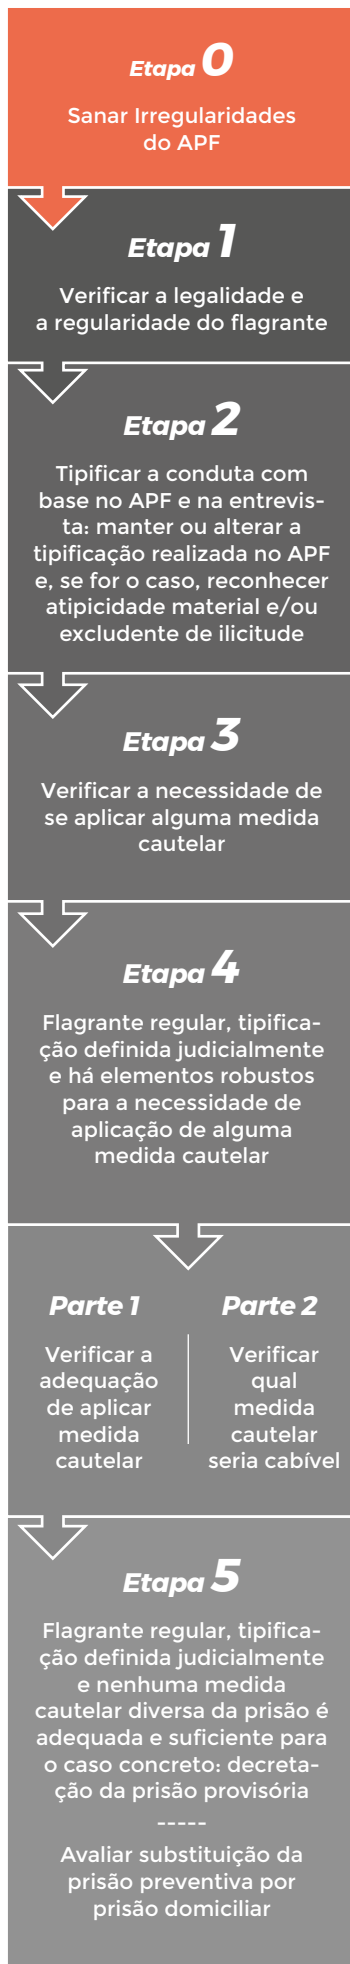 Etapa 0
Sanar Irregularidades
do APF
Etapa 1
Verificar a legalidade e
a regularidade do flagrante
Etapa 2
Tipificar a conduta com
base no APF e na entrevis-
ta: manter ou alterar a
tipificação realizada no APF
e, se for o caso, reconhecer
atipicidade material e/ou
excludente de ilicitude
Etapa 3
Verificar a necessidade de
se aplicar alguma medida
cautelar
Etapa 4
Flagrante regular, tipifica-
ção definida judicialmente
e há elementos robustos
para a necessidade de
aplicação de alguma
medida cautelar
Parte 1
Verificar a
adequação
de aplicar
medida
cautelar
Parte 2
Verificar
qual
medida
cautelar
seria cabível
Etapa 5
Flagrante regular, tipifica-
ção definida judicialmente
e nenhuma medida
cautelar diversa da prisão é
adequada e suficiente para
o caso concreto: decreta-
ção da prisão provisória
-----
Avaliar substituição da
prisão preventiva por
prisão domiciliar